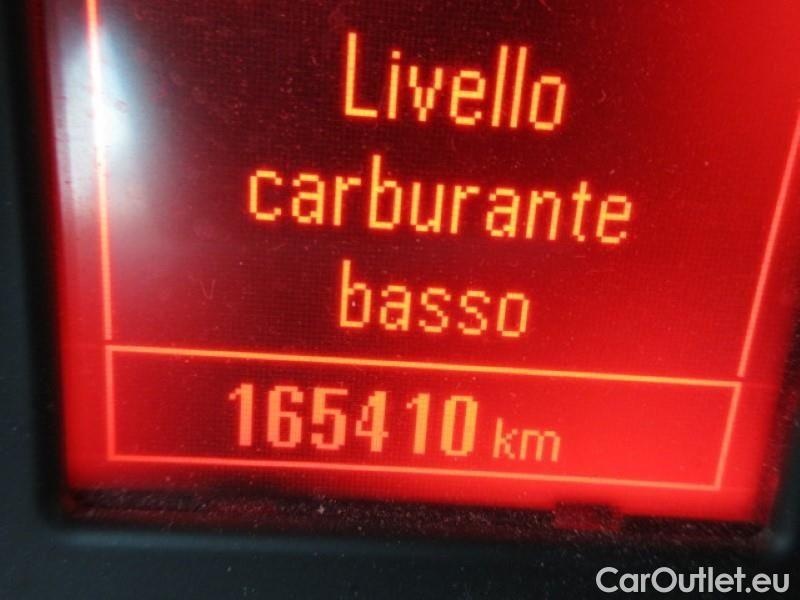 Livello
carburante
basso
165410 km
CarOutlet.eu